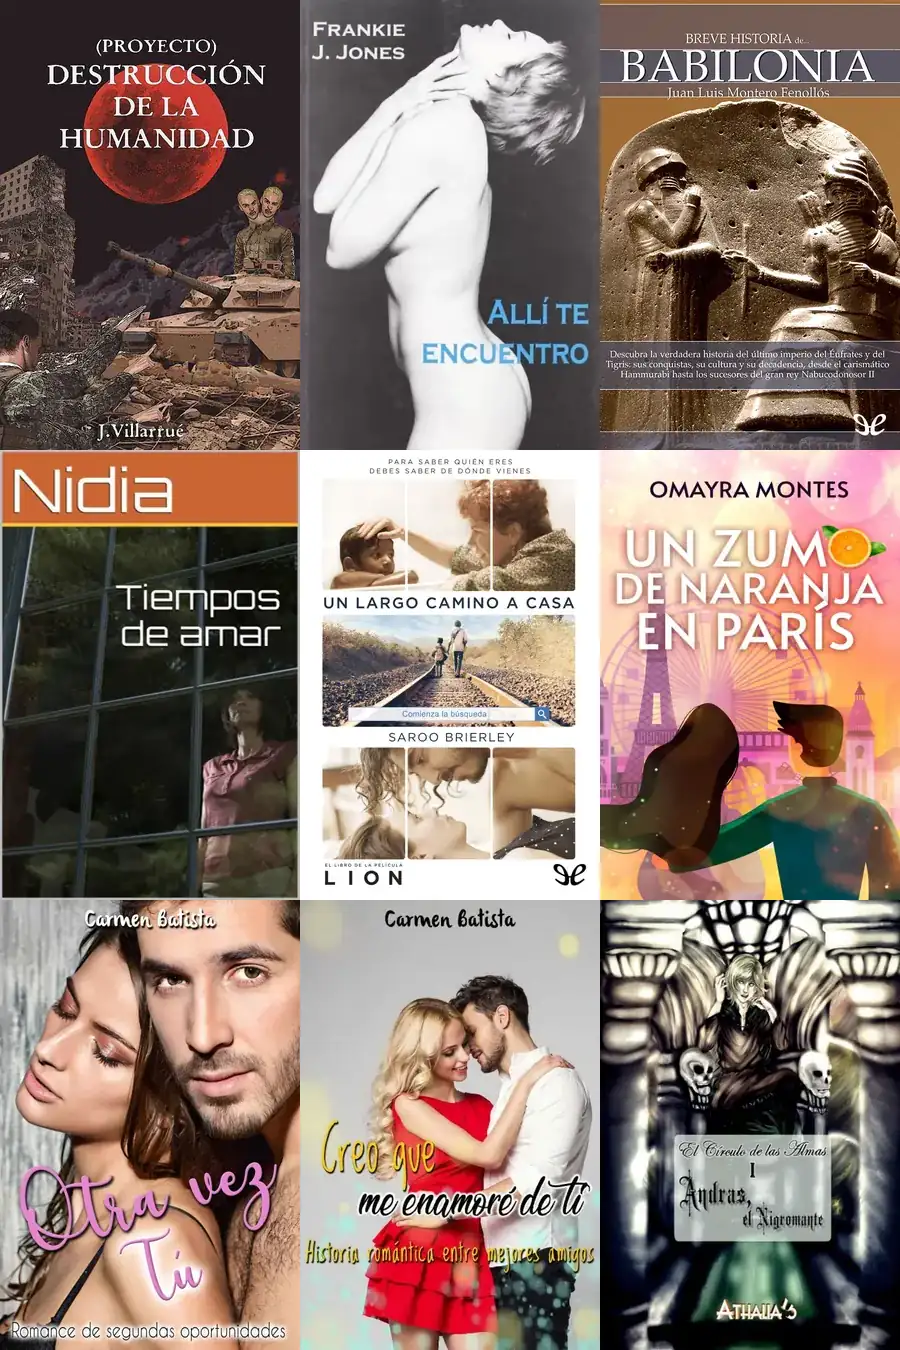 (PROYECTO)
DESTRUCCIÓN
DE LA
HUMANIDAD
J.Villarrué
FRANKIE
J. JONES
ALLÍ TE
ENCUENTRO
BREVE HISTORIA de...
BABILONIA
Juan Luis Montero Fenollós
Descubra la verdadera historia del último imperio del Éufrates y del
Tigris: sus conquistas, su cultura y su decadencia, desde el carismático
Hammurabi hasta los sucesores del gran rey Nabucodonosor II
Nidia
Tiempos
de amar
PARA SABER QUIÉN ERES
DEBES SABER DE DÓNDE VIENES
UN LARGO CAMINO A CASA
Comienza la búsqueda
SAROO BRIERLEY
EL LIBRO DE LA PELÍCULA
LION
OMAYRA MONTES
UN ZUMO
DE NARANJA
EN PARÍS
Carmen Batista
Otra vez
Tú
Romance de segundas oportunidades
Carmen Batista
Creo que
me enamoré de ti
Historia romántica entre mejores amigos
El Círculo de las Almas
I
Andras,
el Nigromante
ATHALIA'S